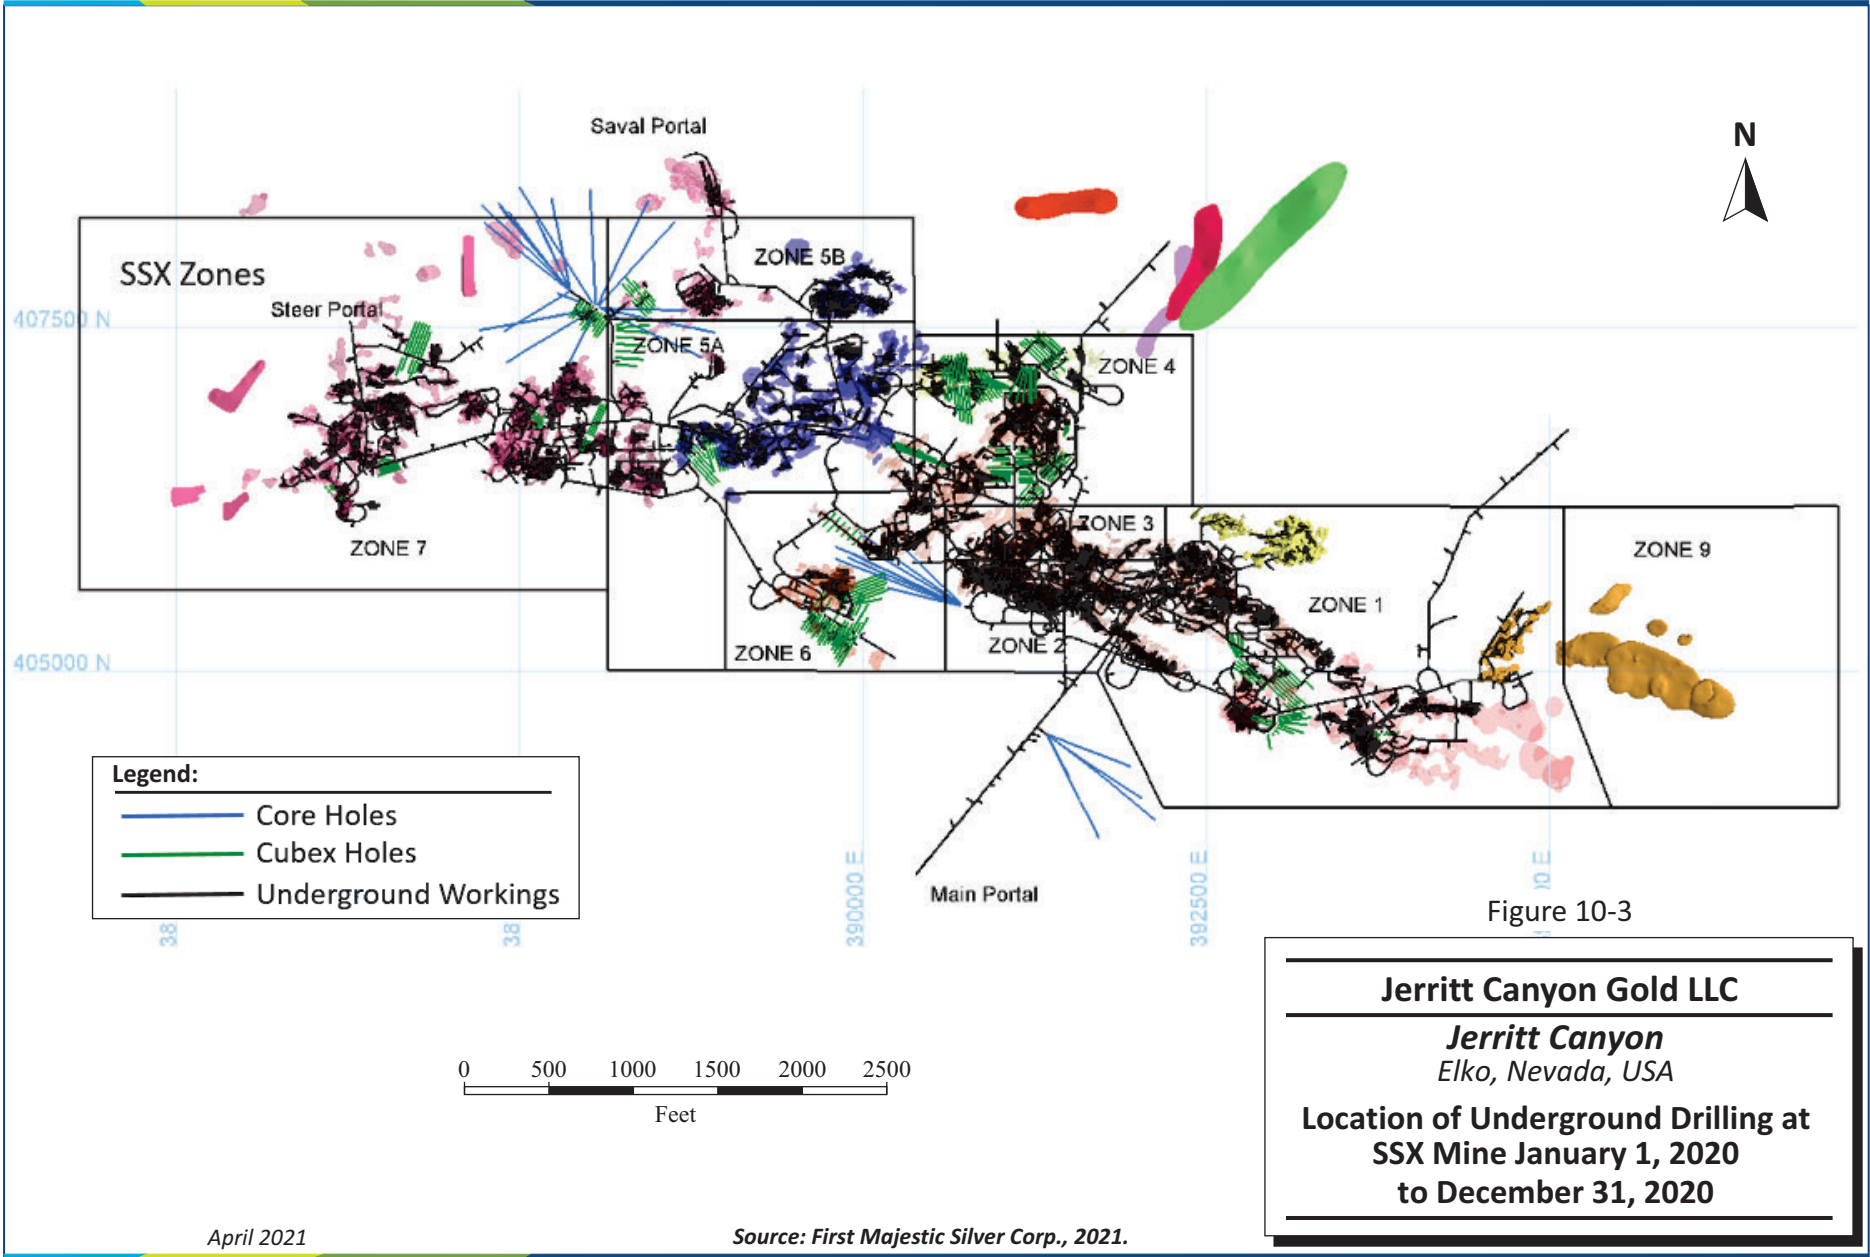 Saval Portal
N
ZONE 5B
SSX Zones
Steer Portal
407500 N
ZONE 5A
ZONE 4
ZONE 3
ZONE 7
ZONE 9
ZONE 1
ZONE 2
ZONE 6
405000 N
Legend:
Core Holes
Cubex Holes
Underground Workings
38
38
390000 E
392500 E
0 E
Main Portal
Figure 10-3
Jerritt Canyon Gold LLC
Jerritt Canyon
Elko, Nevada, USA
Location of Underground Drilling at
SSX Mine January 1, 2020
to December 31, 2020
0 500 1000 1500 2000 2500
Feet
April 2021
Source: First Majestic Silver Corp., 2021.